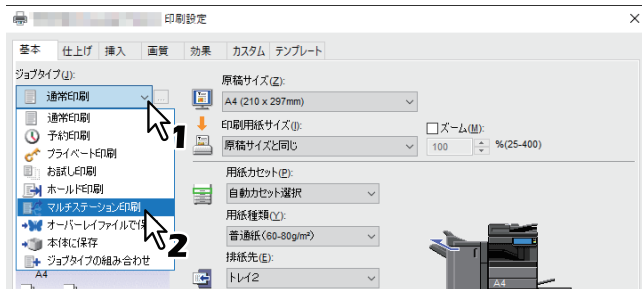 印刷設定
基本 仕上げ 挿入 画質 効果 カスタム テンプレート
ジョブタイプ(J):
通常印刷
通常印刷
予約印刷
プライベート印刷
お試し印刷
ホールド印刷
マルチステーション印刷
オーバーレイファイルで保
本体に保存
ジョブタイプの組み合わせ
A4
1
2
原稿サイズ(Z):
A4 (210 x 297mm)
印刷用紙サイズ(I):
原稿サイズと同じ
ズーム(M):
100 %(25-400)
用紙カセット(P):
自動カセット選択
用紙種類(Y):
普通紙(60-80g/m²)
排紙先(E):
トレイ2
A4